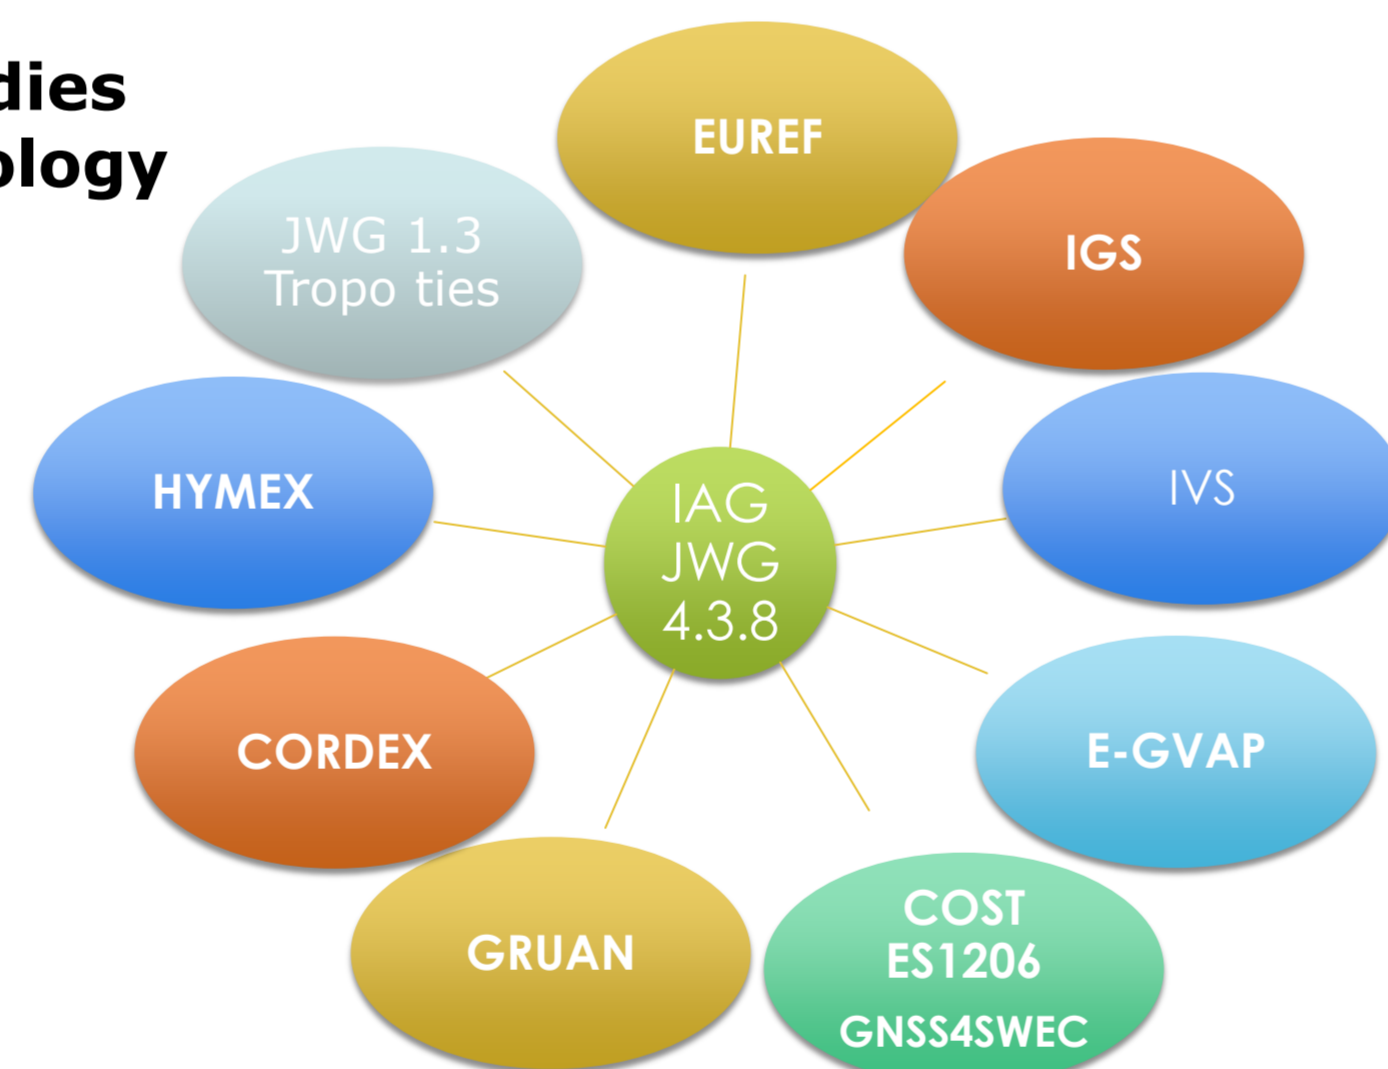 dies
ology
EUREF
IGS
JWG 1.3
Tropo ties
HYMEX
IVS
IAG
JWG
4.3.8
CORDEX
E-GVAP
GRUAN
COST
ES1206
GNSS4SWEC